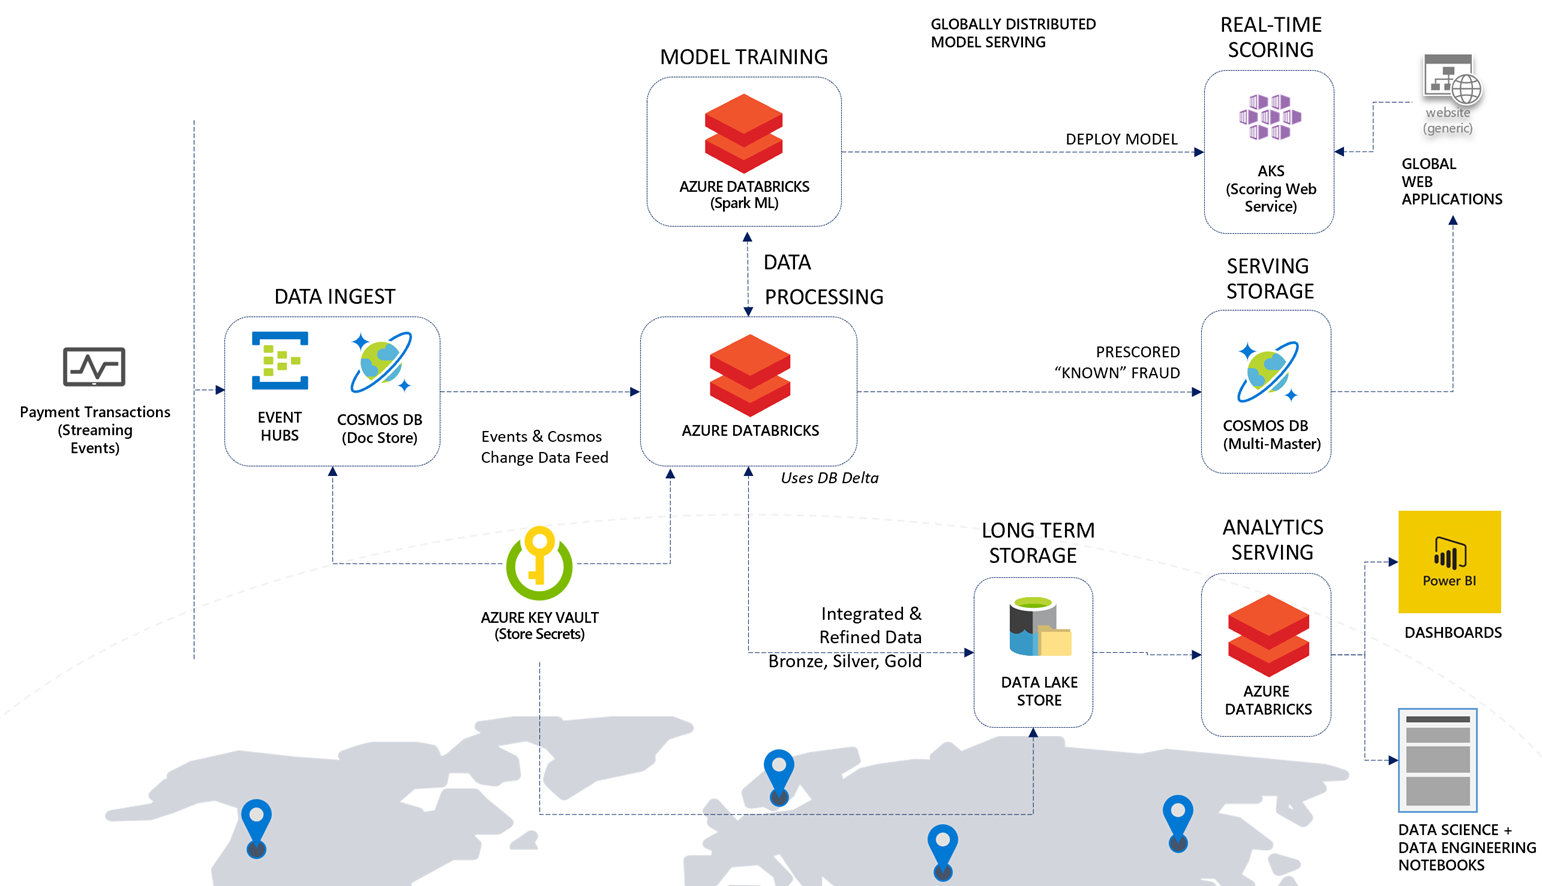 GLOBALLY DISTRIBUTED
MODEL SERVING
REAL-TIME
SCORING
MODEL TRAINING
AZURE DATABRICKS
(Spark ML)
DEPLOY MODEL
AKS
(Scoring Web
Service)
website
(generic)
GLOBAL
WEB
APPLICATIONS
DATA
PROCESSING
DATA INGEST
SERVING
STORAGE
Payment Transactions
(Streaming
Events)
EVENT
HUBS
COSMOS DB
(Doc Store)
Events & Cosmos
Change Data Feed
AZURE DATABRICKS
Uses DB Delta
PRESCORED
“KNOWN” FRAUD
COSMOS DB
(Multi-Master)
AZURE KEY VAULT
(Store Secrets)
LONG TERM
STORAGE
Integrated &
Refined Data
Bronze, Silver, Gold
DATA LAKE
STORE
ANALYTICS
SERVING
AZURE
DATABRICKS
Power BI
DASHBOARDS
DATA SCIENCE +
DATA ENGINEERING
NOTEBOOKS